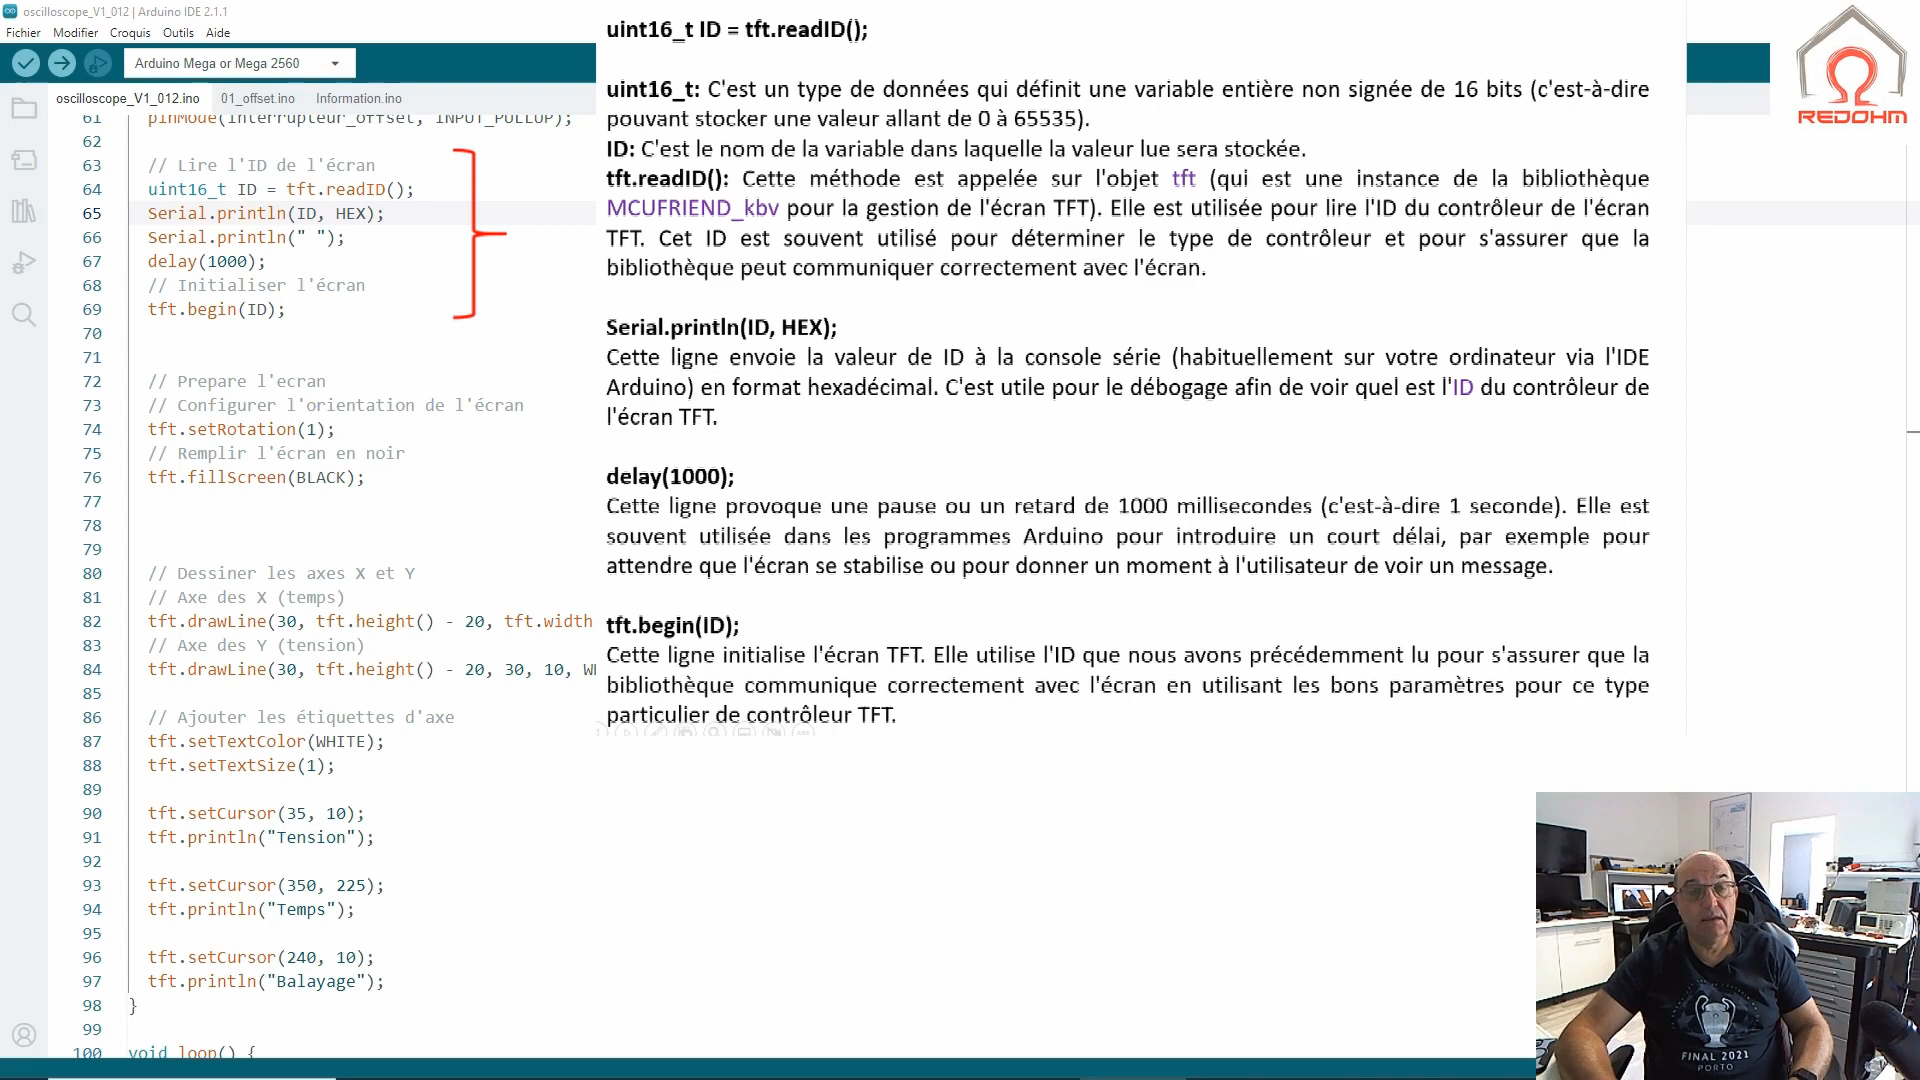 oscilloscope_V1_012 | Arduino IDE 2.1.1
Fichier Modifier Croquis Outils Aide
Arduino Mega or Mega 2560
oscilloscope_V1_012.ino 01_offset.ino Information.ino
61 pinMode(interrupteur_offset, INPUT_PULLUP);
62
63 // Lire l'ID de l'écran
64 uint16_t ID = tft.readID();
65 Serial.println(ID, HEX);
66 Serial.println(" ");
67 delay(1000);
68 // Initialiser l'écran
69 tft.begin(ID);
70
71
72 // Prepare l'ecran
73 // Configurer l'orientation de l'écran
74 tft.setRotation(1);
75 // Remplir l'écran en noir
76 tft.fillScreen(BLACK);
77
78
79
80 // Dessiner les axes X et Y
81 // Axe des X (temps)
82 tft.drawLine(30, tft.height() - 20, tft.width
83 // Axe des Y (tension)
84 tft.drawLine(30, tft.height() - 20, 30, 10, WH
85
86 // Ajouter les étiquettes d'axe
87 tft.setTextColor(WHITE);
88 tft.setTextSize(1);
89
90 tft.setCursor(35, 10);
91 tft.println("Tension");
92
93 tft.setCursor(350, 225);
94 tft.println("Temps");
95
96 tft.setCursor(240, 10);
97 tft.println("Balayage");
98 }
99
100 void loop() {
uint16_t ID = tft.readID();
uint16_t: C'est un type de données qui définit une variable entière non signée de 16 bits (c'est-à-dire
pouvant stocker une valeur allant de 0 à 65535).
ID: C'est le nom de la variable dans laquelle la valeur lue sera stockée.
tft.readID(): Cette méthode est appelée sur l'objet tft (qui est une instance de la bibliothèque
MCUFRIEND_kbv pour la gestion de l'écran TFT). Elle est utilisée pour lire l'ID du contrôleur de l'écran
TFT. Cet ID est souvent utilisé pour déterminer le type de contrôleur et pour s'assurer que la
bibliothèque peut communiquer correctement avec l'écran.
Serial.println(ID, HEX);
Cette ligne envoie la valeur de ID à la console série (habituellement sur votre ordinateur via l'IDE
Arduino) en format hexadécimal. C'est utile pour le débogage afin de voir quel est l'ID du contrôleur de
l'écran TFT.
delay(1000);
Cette ligne provoque une pause ou un retard de 1000 millisecondes (c'est-à-dire 1 seconde). Elle est
souvent utilisée dans les programmes Arduino pour introduire un court délai, par exemple pour
attendre que l'écran se stabilise ou pour donner un moment à l'utilisateur de voir un message.
tft.begin(ID);
Cette ligne initialise l'écran TFT. Elle utilise l'ID que nous avons précédemment lu pour s'assurer que la
bibliothèque communique correctement avec l'écran en utilisant les bons paramètres pour ce type
particulier de contrôleur TFT.
REDOHM
FINAL 2021
PORTO